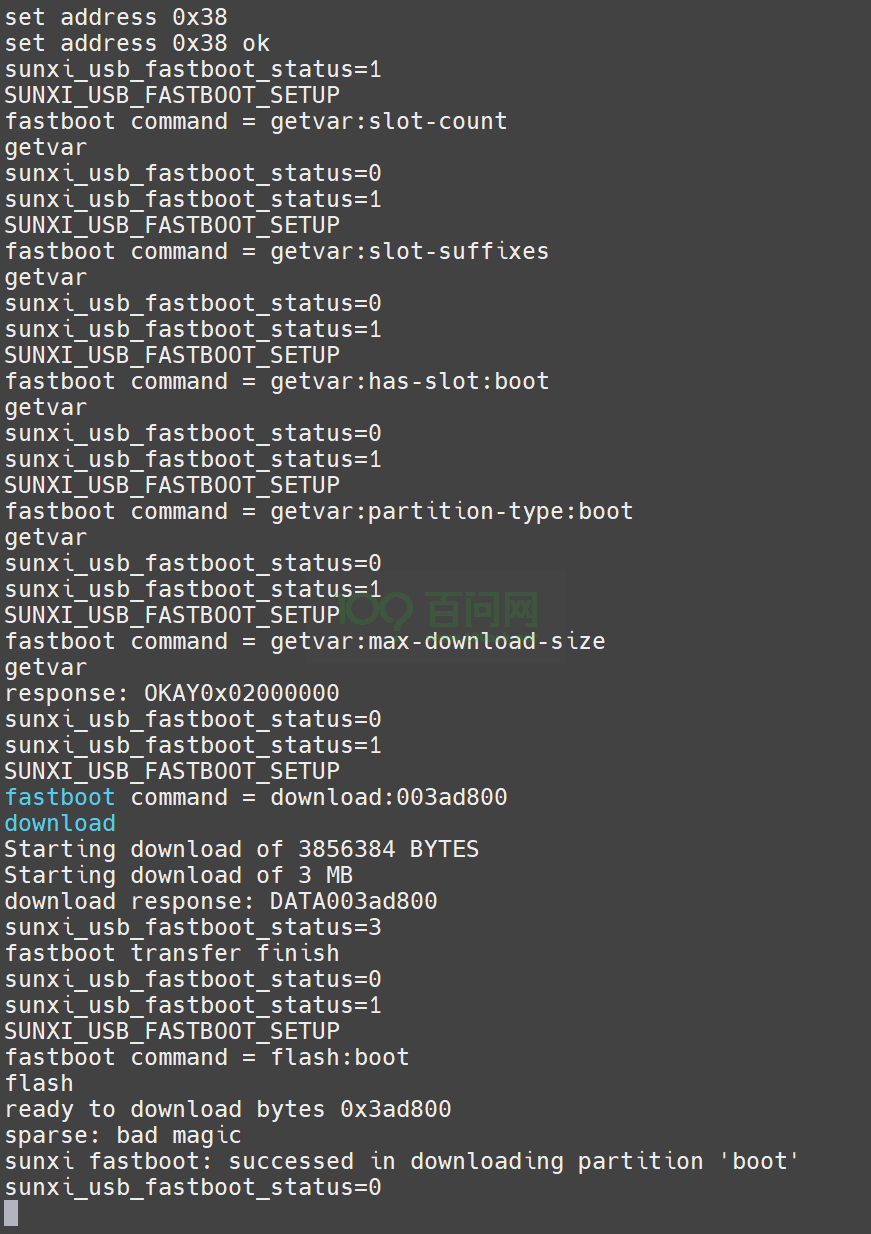 set address 0x38
set address 0x38 ok
sunxi_usb_fastboot_status=1
SUNXI_USB_FASTBOOT_SETUP
fastboot command = getvar:slot-count
getvar
sunxi_usb_fastboot_status=0
sunxi_usb_fastboot_status=1
SUNXI_USB_FASTBOOT_SETUP
fastboot command = getvar:slot-suffixes
getvar
sunxi_usb_fastboot_status=0
sunxi_usb_fastboot_status=1
SUNXI_USB_FASTBOOT_SETUP
fastboot command = getvar:has-slot:boot
getvar
sunxi_usb_fastboot_status=0
sunxi_usb_fastboot_status=1
SUNXI_USB_FASTBOOT_SETUP
fastboot command = getvar:partition-type:boot
getvar
sunxi_usb_fastboot_status=0
sunxi_usb_fastboot_status=1
SUNXI_USB_FASTBOOT_SETUP
百问网
fastboot command = getvar:max-download-size
getvar
response: OKAY0x02000000
sunxi_usb_fastboot_status=0
sunxi_usb_fastboot_status=1
SUNXI_USB_FASTBOOT_SETUP
fastboot command = download:003ad800
download
Starting download of 3856384 BYTES
Starting download of 3 MB
download response: DATA003ad800
sunxi_usb_fastboot_status=3
fastboot transfer finish
sunxi_usb_fastboot_status=0
sunxi_usb_fastboot_status=1
SUNXI_USB_FASTBOOT_SETUP
fastboot command = flash:boot
flash
ready to download bytes 0x3ad800
sparse: bad magic
sunxi fastboot: successed in downloading partition 'boot'
sunxi_usb_fastboot_status=0